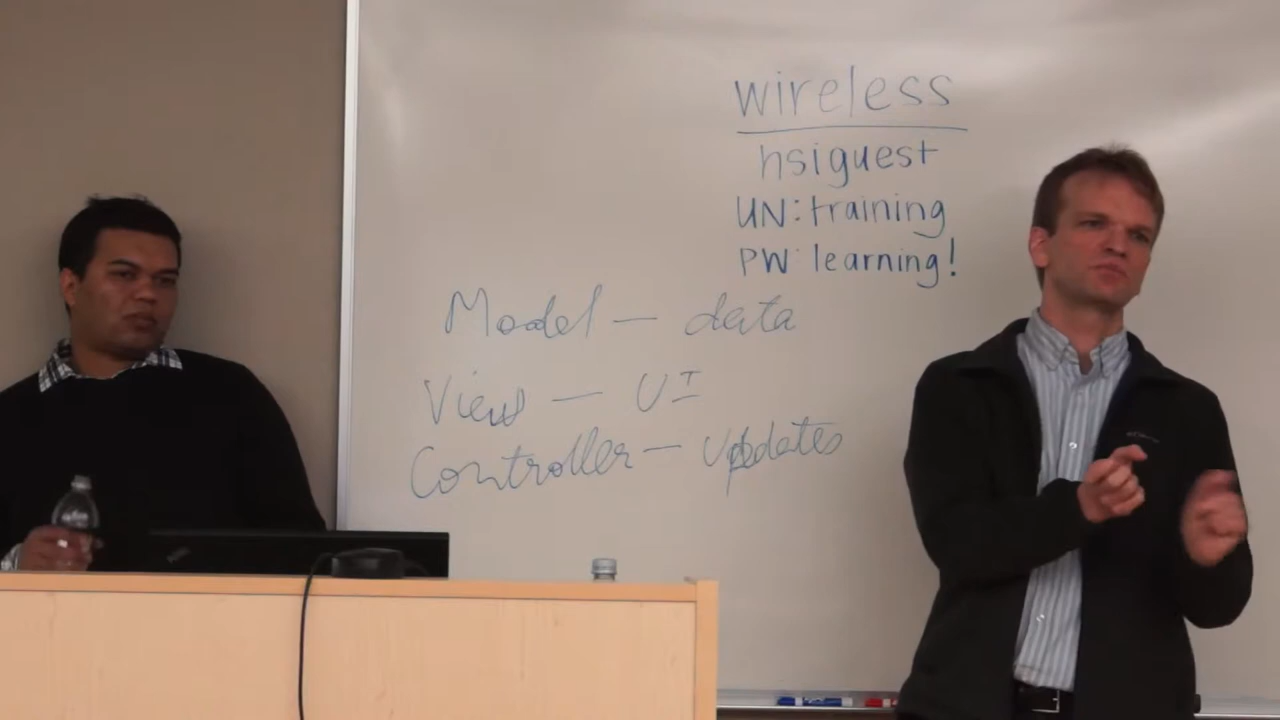 wireless
hsiguest
UN: training
PW: learning!
Model — data
View — UI
Controller — updates